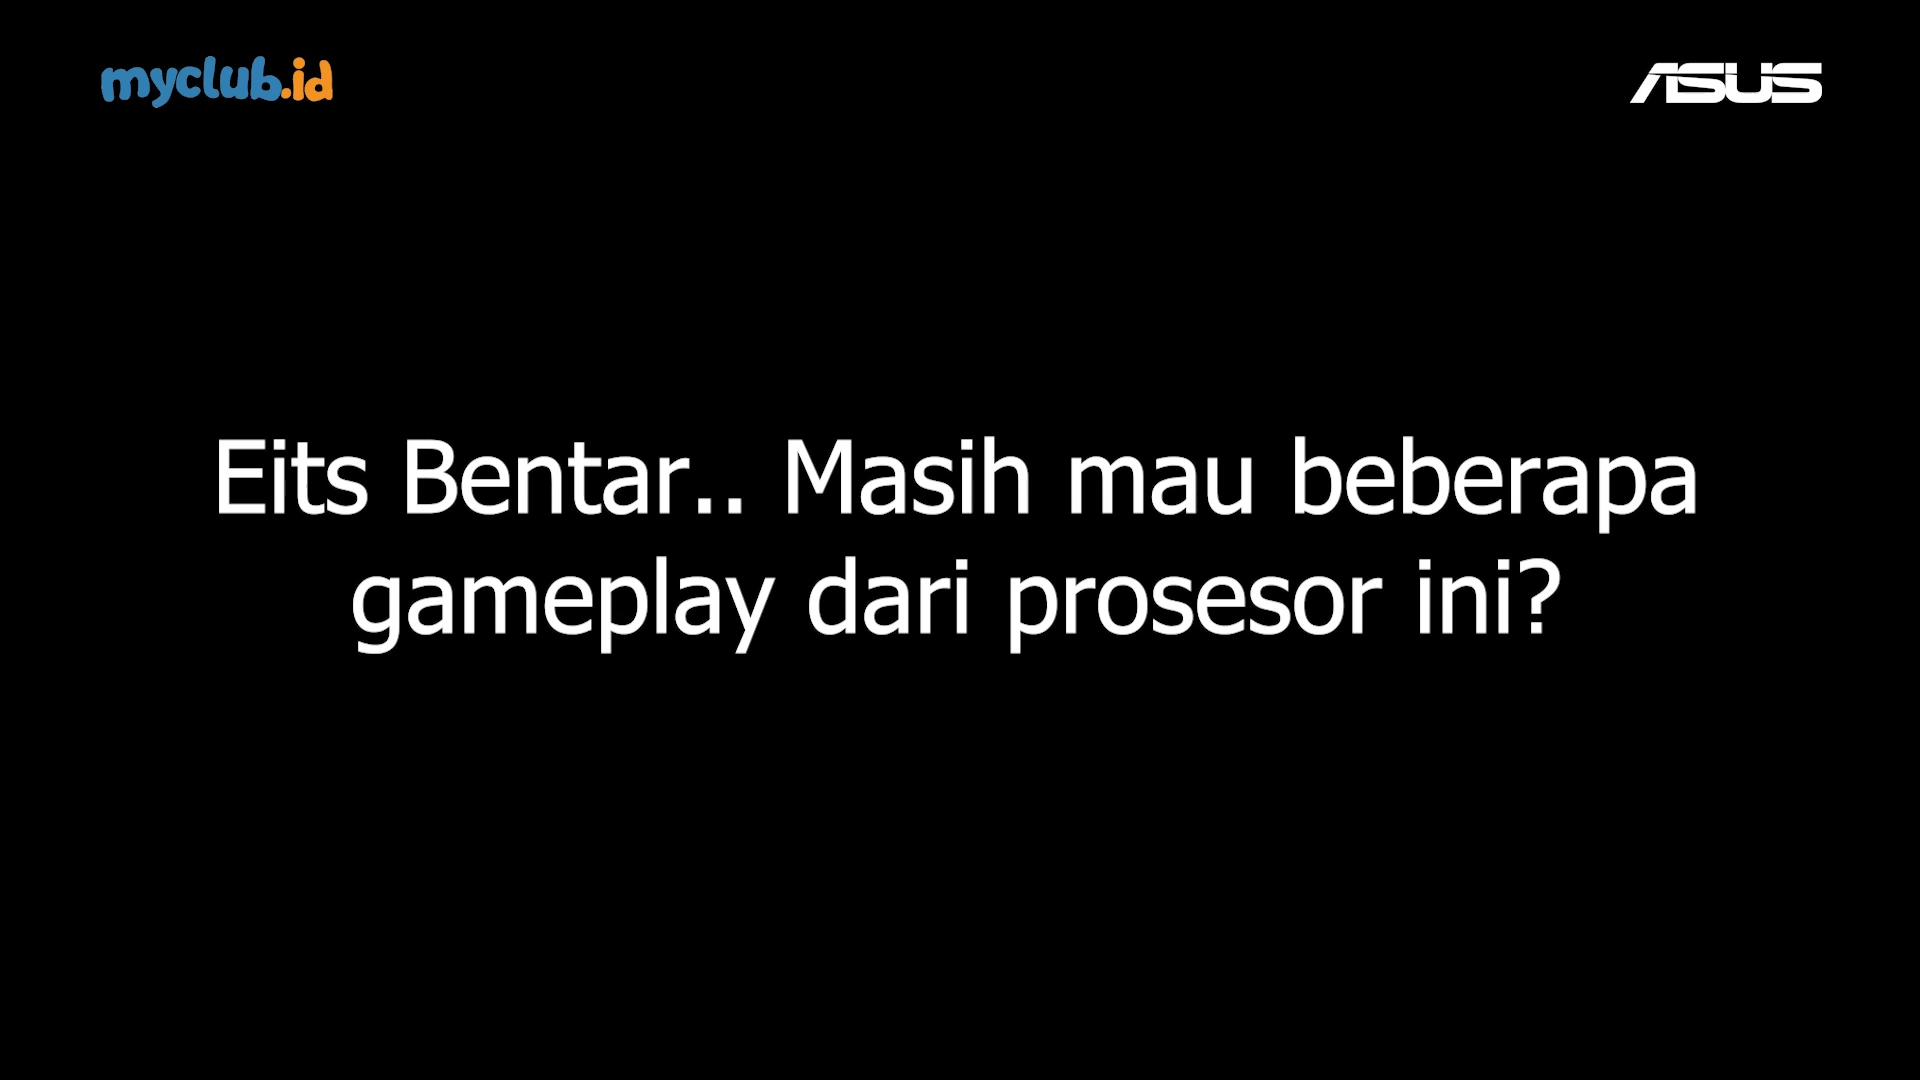 myclub.id
ASUS
Eits Bentar.. Masih mau beberapa
gameplay dari prosesor ini?